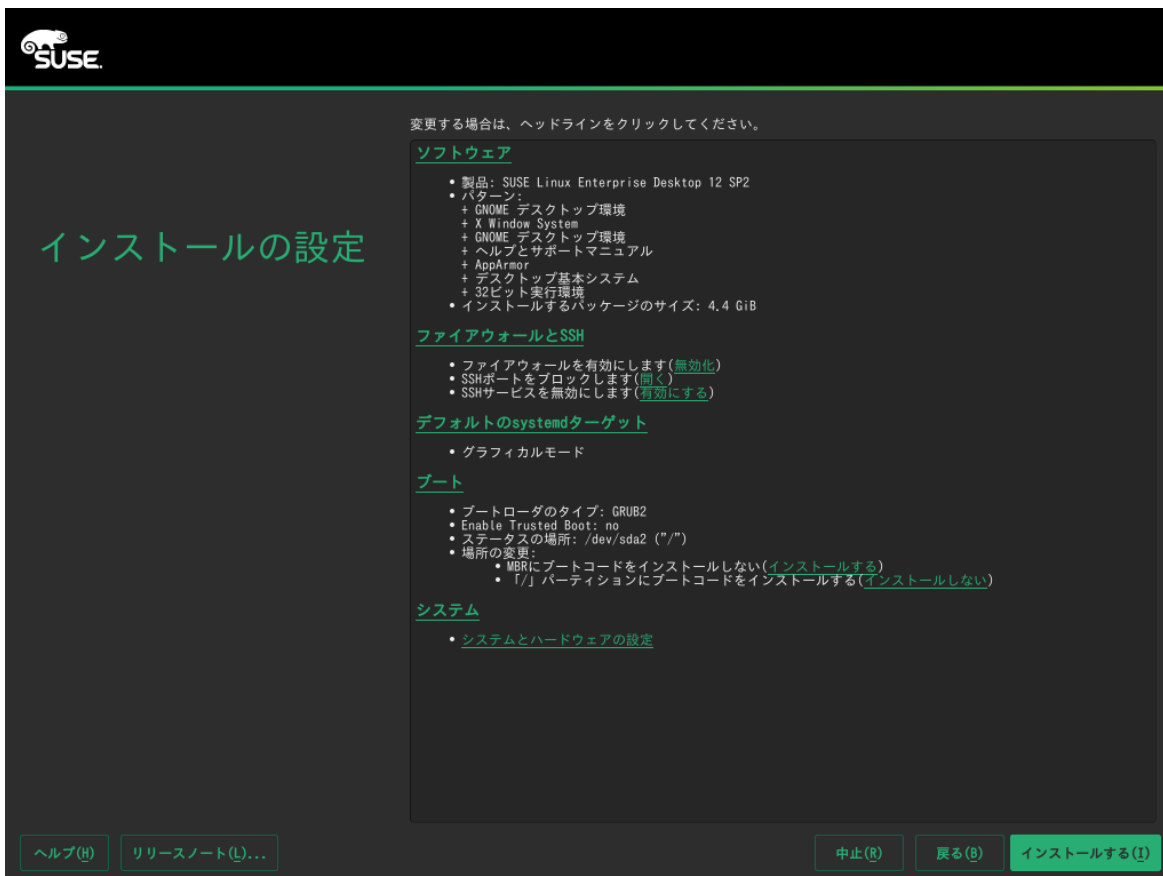 SUSE.
変更する場合は、ヘッドラインをクリックしてください。
インストールの設定
ソフトウェア
• 製品: SUSE Linux Enterprise Desktop 12 SP2
• パターン:
+ GNOME デスクトップ環境
+ X Window System
+ GNOME デスクトップ環境
+ ヘルプとサポートマニュアル
+ AppArmor
+ デスクトップ基本システム
+ 32ビット実行環境
• インストールするパッケージのサイズ: 4.4 GiB
ファイアウォールとSSH
• ファイアウォールを有効にします(無効化)
• SSHポートをブロックします(開く)
• SSHサービスを無効にします(有効にする)
デフォルトのsystemdターゲット
• グラフィカルモード
ブート
• ブートローダのタイプ: GRUB2
• Enable Trusted Boot: no
• ステータスの場所: /dev/sda2 ("/")
• 場所の変更:
• MBRにブートコードをインストールしない(インストールする)
• 「/」パーティションにブートコードをインストールする(インストールしない)
システム
• システムとハードウェアの設定
ヘルプ(H)
リリースノート(L)...
中止(R)
戻る(B)
インストールする(I)